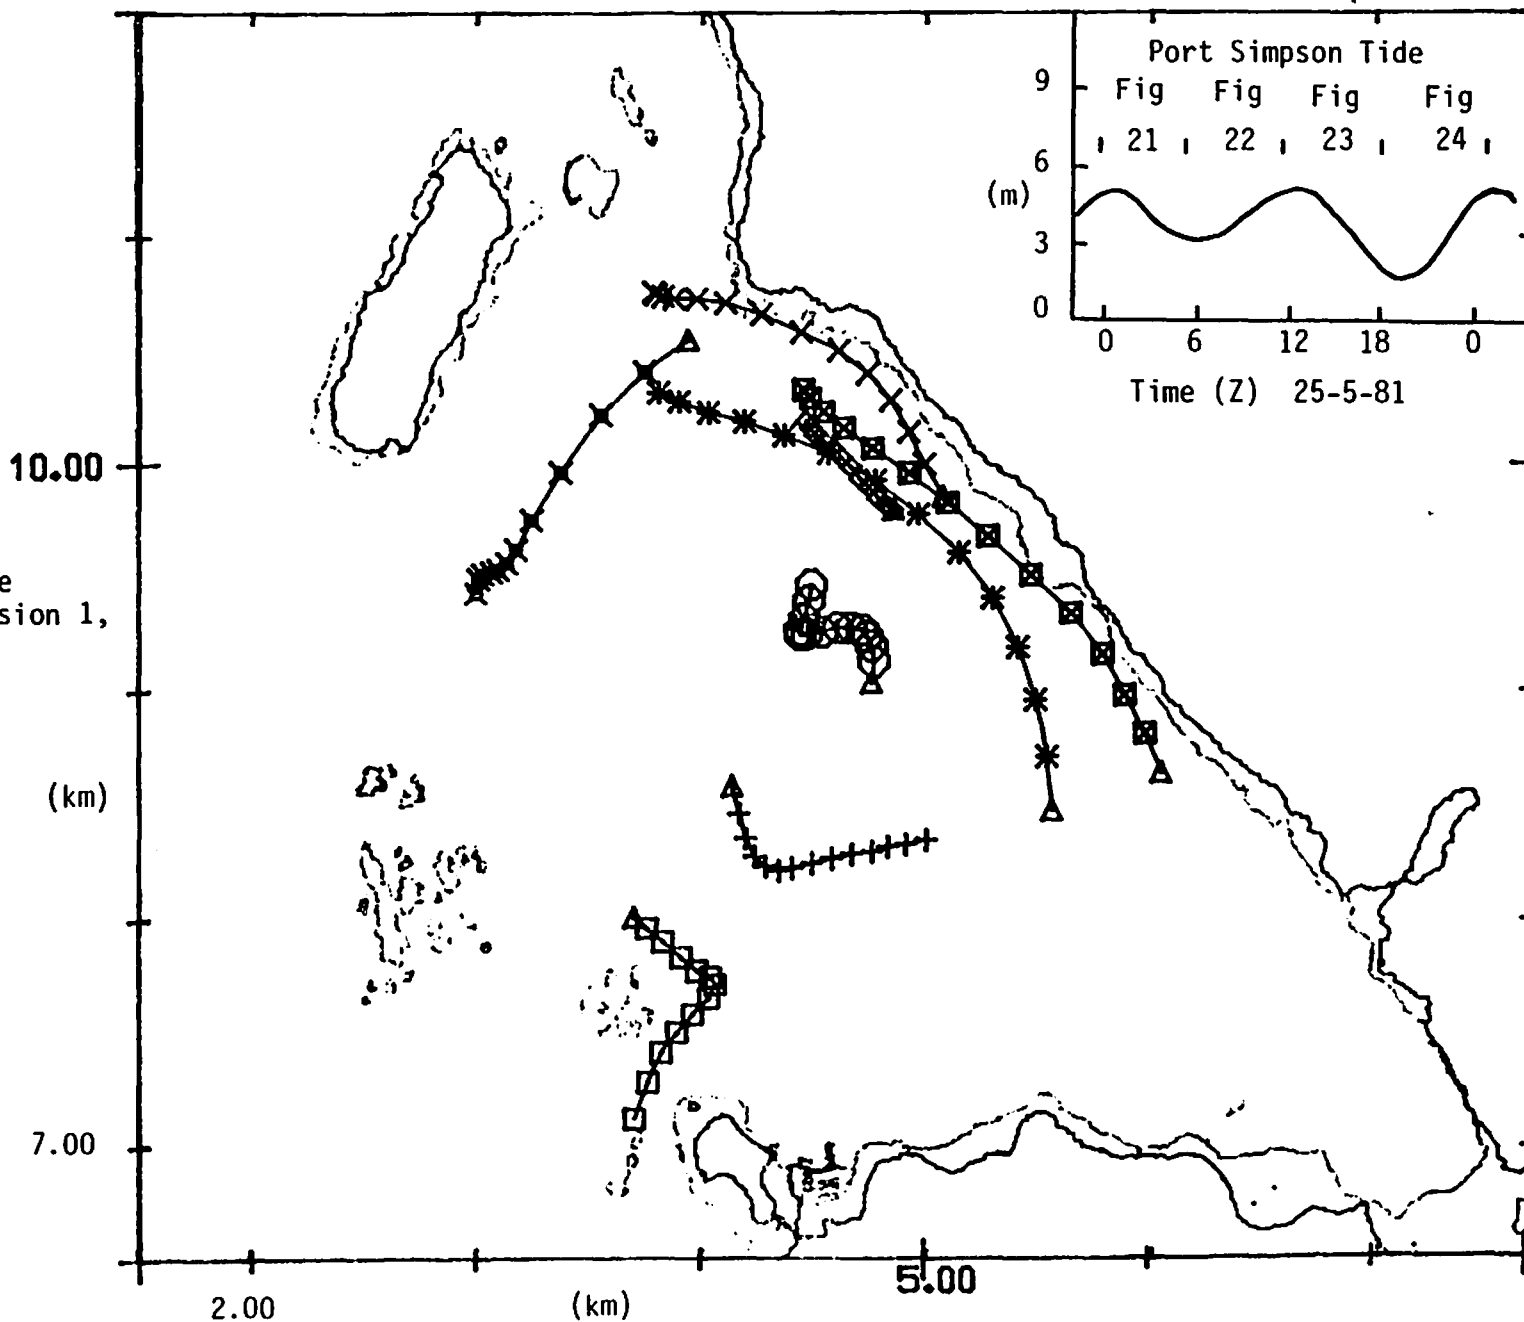 Port Simpson Tide
9
Fig Fig Fig Fig
21 22 23 24
6
(m)
3
0
0 6 12 18 0
Time (Z) 25-5-81
10.00
e
sion 1,
(km)
7.00
5.00
2.00 (km)